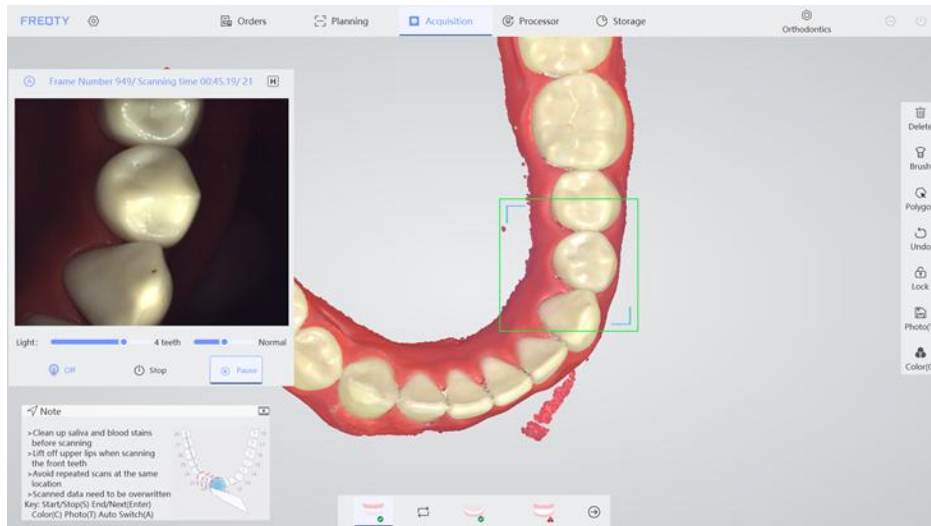 FREQTY
Orders
Planning
Acquisition
Processor
Storage
Orthodontics
Frame Number 949/ Scanning time 00:45.19/ 21
H
Light:
4 teeth
Normal
Off
Stop
Pause
Note
>Clean up saliva and blood stains
before scanning
>Lift off upper lips when scanning
the front teeth
>Avoid repeated scans at the same
location
>Scanned data need to be overwritten
Key: Start/Stop(S) End/Next(Enter)
Color(C) Photo(T) Auto Switch(A)
Delete
Brush
Polygo
Undo
Lock
Photo(T
Color(C